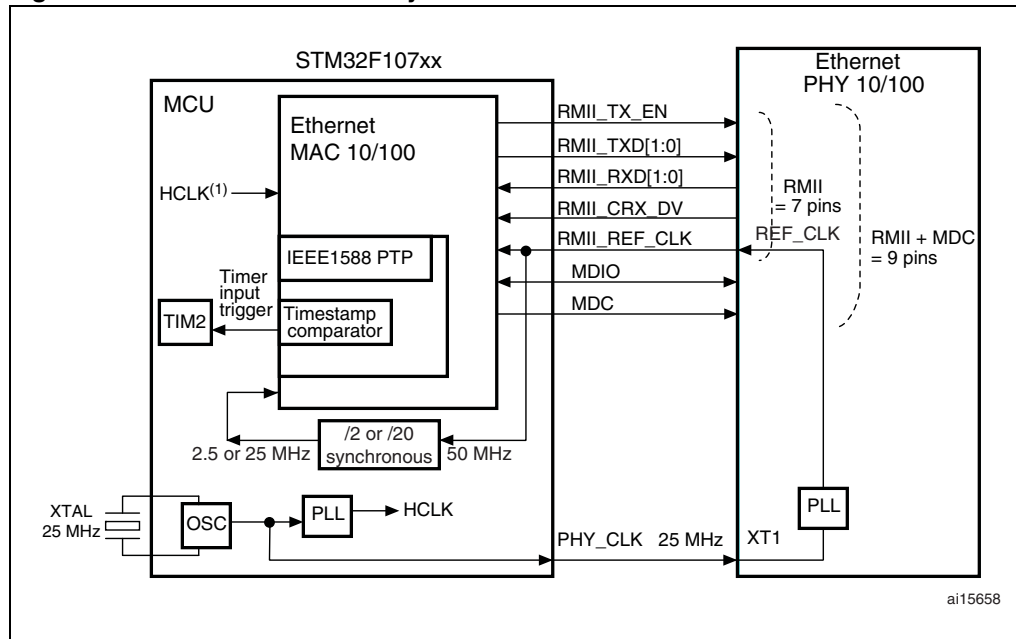 STM32F107xx
MCU
Ethernet
MAC 10/100
HCLK(1)
IEEE1588 PTP
Timer
input
trigger
Timestamp
comparator
TIM2
/2 or /20
synchronous
2.5 or 25 MHz
50 MHz
XTAL
25 MHz
OSC
PLL
HCLK
RMII_TX_EN
RMII_TXD[1:0]
RMII_RXD[1:0]
RMII_CRX_DV
RMII_REF_CLK
MDIO
MDC
PHY_CLK 25 MHz
Ethernet
PHY 10/100
RMII
= 7 pins
REF_CLK
RMII + MDC
= 9 pins
PLL
XT1
ai15658